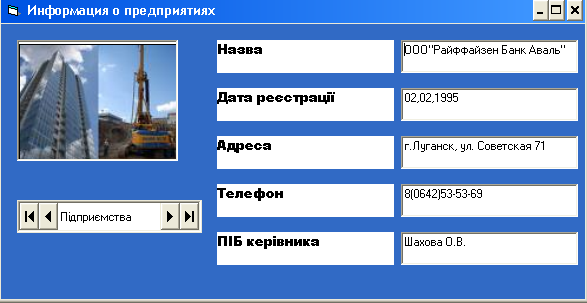 Информация о предприятиях
Назва
ООО"Райффайзен Банк Аваль"
Дата реєстрації
02,02,1995
Адреса
г.Луганск, ул. Советская 71
Телефон
8(0642)53-53-69
Підприємства
ПІБ керівника
Шахова О.В.